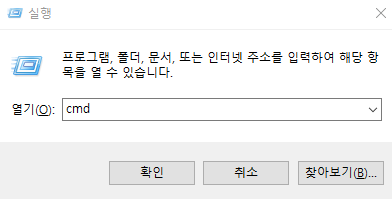 실행
프로그램, 폴더, 문서, 또는 인터넷 주소를 입력하여 해당 항
목을 열 수 있습니다.
열기(O): cmd
확인 취소 찾아보기(B)...